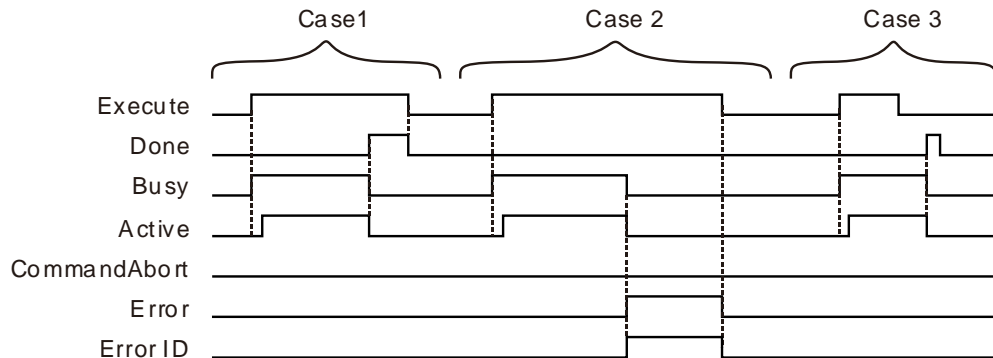 Case1 Case 2 Case 3
Execute
Done
Busy
Active
CommandAbort
Error
Error ID